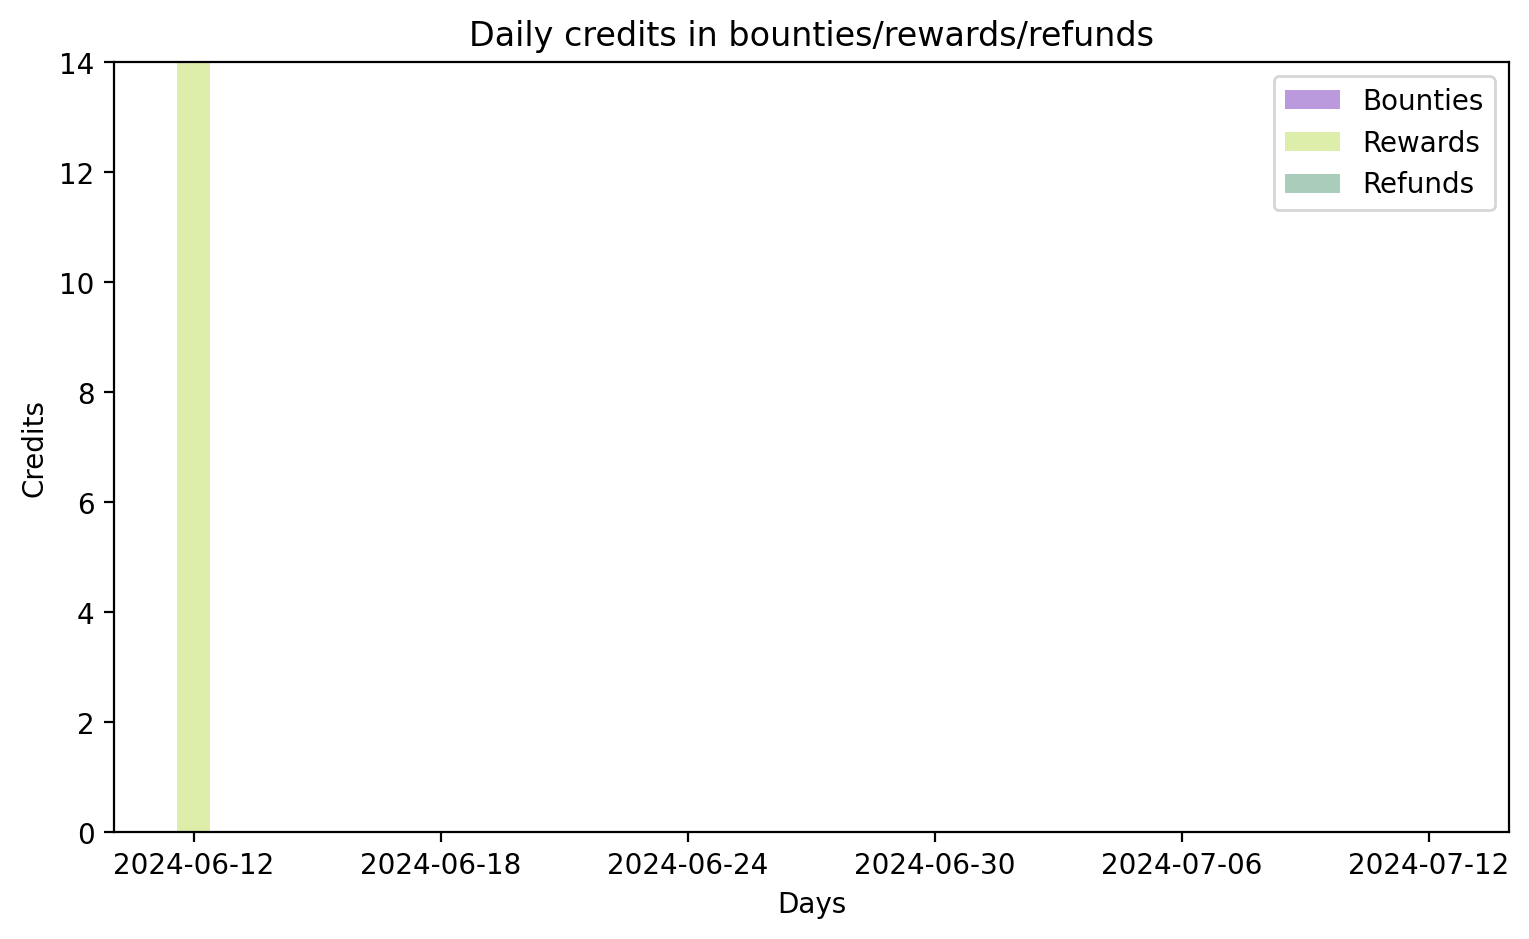 Daily credits in bounties/rewards/refunds
14
12
10
8
6
4
2
0
Credits
Bounties
Rewards
Refunds
2024-06-12 2024-06-18 2024-06-24 2024-06-30 2024-07-06 2024-07-12
Days